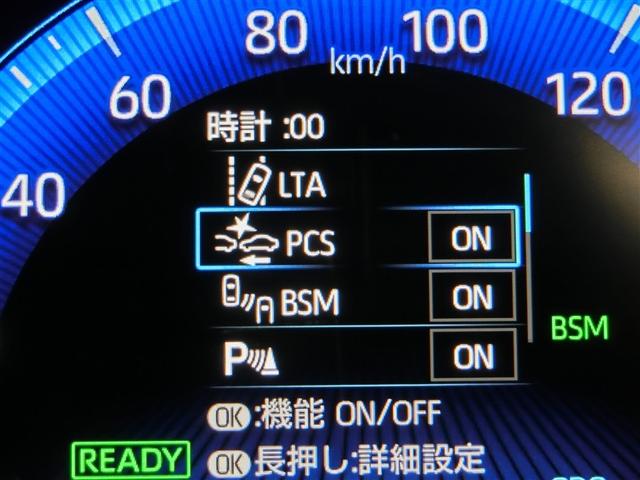 80 100
km/h
60 120
時計 :00
40
LTA
PCS ON
BSM ON
BSM
P ON
OK:機能 ON/OFF
READY
OK長押し:詳細設定